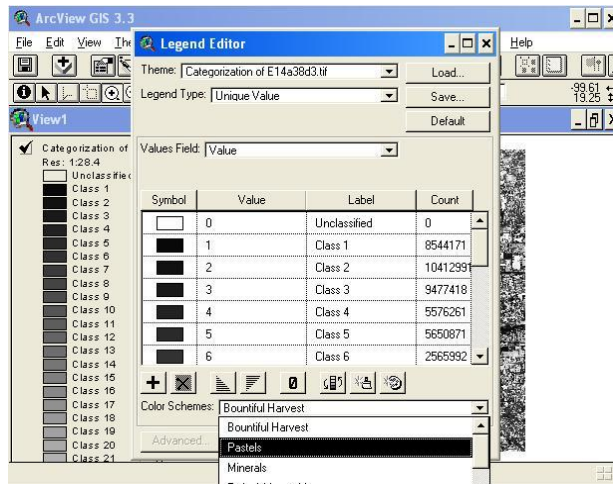 ArcView GIS 3.3
File Edit View The Help
Legend Editor
Theme: Categorization of E14a38d3.tif
Load...
Legend Type: Unique Value
Save...
Default
-99.61
19.25
View1
Values Field: Value
Categorization of
Res: 1:28.4
Unclassified
Class 1
Class 2
Class 3
Class 4
Class 5
Class 6
Class 7
Class 8
Class 9
Class 10
Class 11
Class 12
Class 13
Class 14
Class 15
Class 16
Class 17
Class 18
Class 19
Class 20
Class 21
Symbol Value Label Count
0 Unclassified 0
1 Class 1 8544171
2 Class 2 10412991
3 Class 3 9477418
4 Class 4 5576261
5 Class 5 5650871
6 Class 6 2565992
Color Schemes: Bountiful Harvest
Bountiful Harvest
Advanced...
Pastels
Minerals